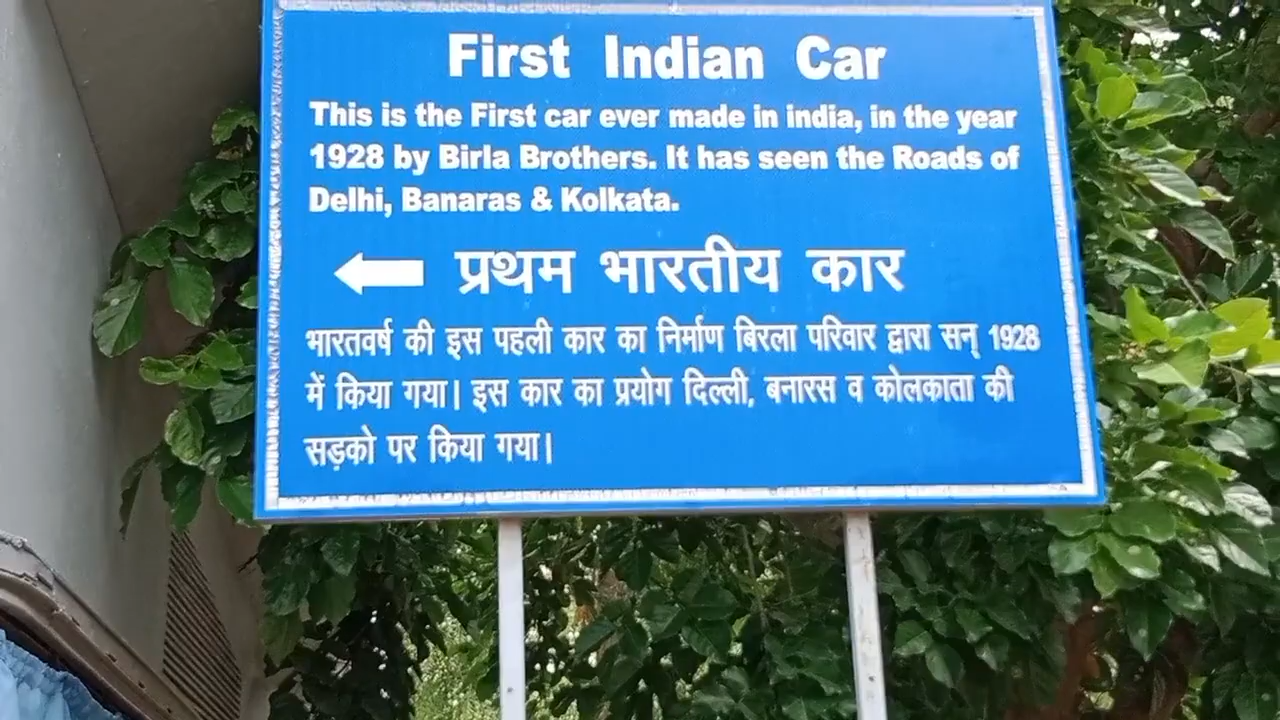 First Indian Car
This is the First car ever made in india, in the year
1928 by Birla Brothers. It has seen the Roads of
Delhi, Banaras & Kolkata.
प्रथम भारतीय कार
भारतवर्ष की इस पहली कार का निर्माण बिरला परिवार द्वारा सन् 1928
में किया गया। इस कार का प्रयोग दिल्ली, बनारस व कोलकाता की
सड़को पर किया गया।